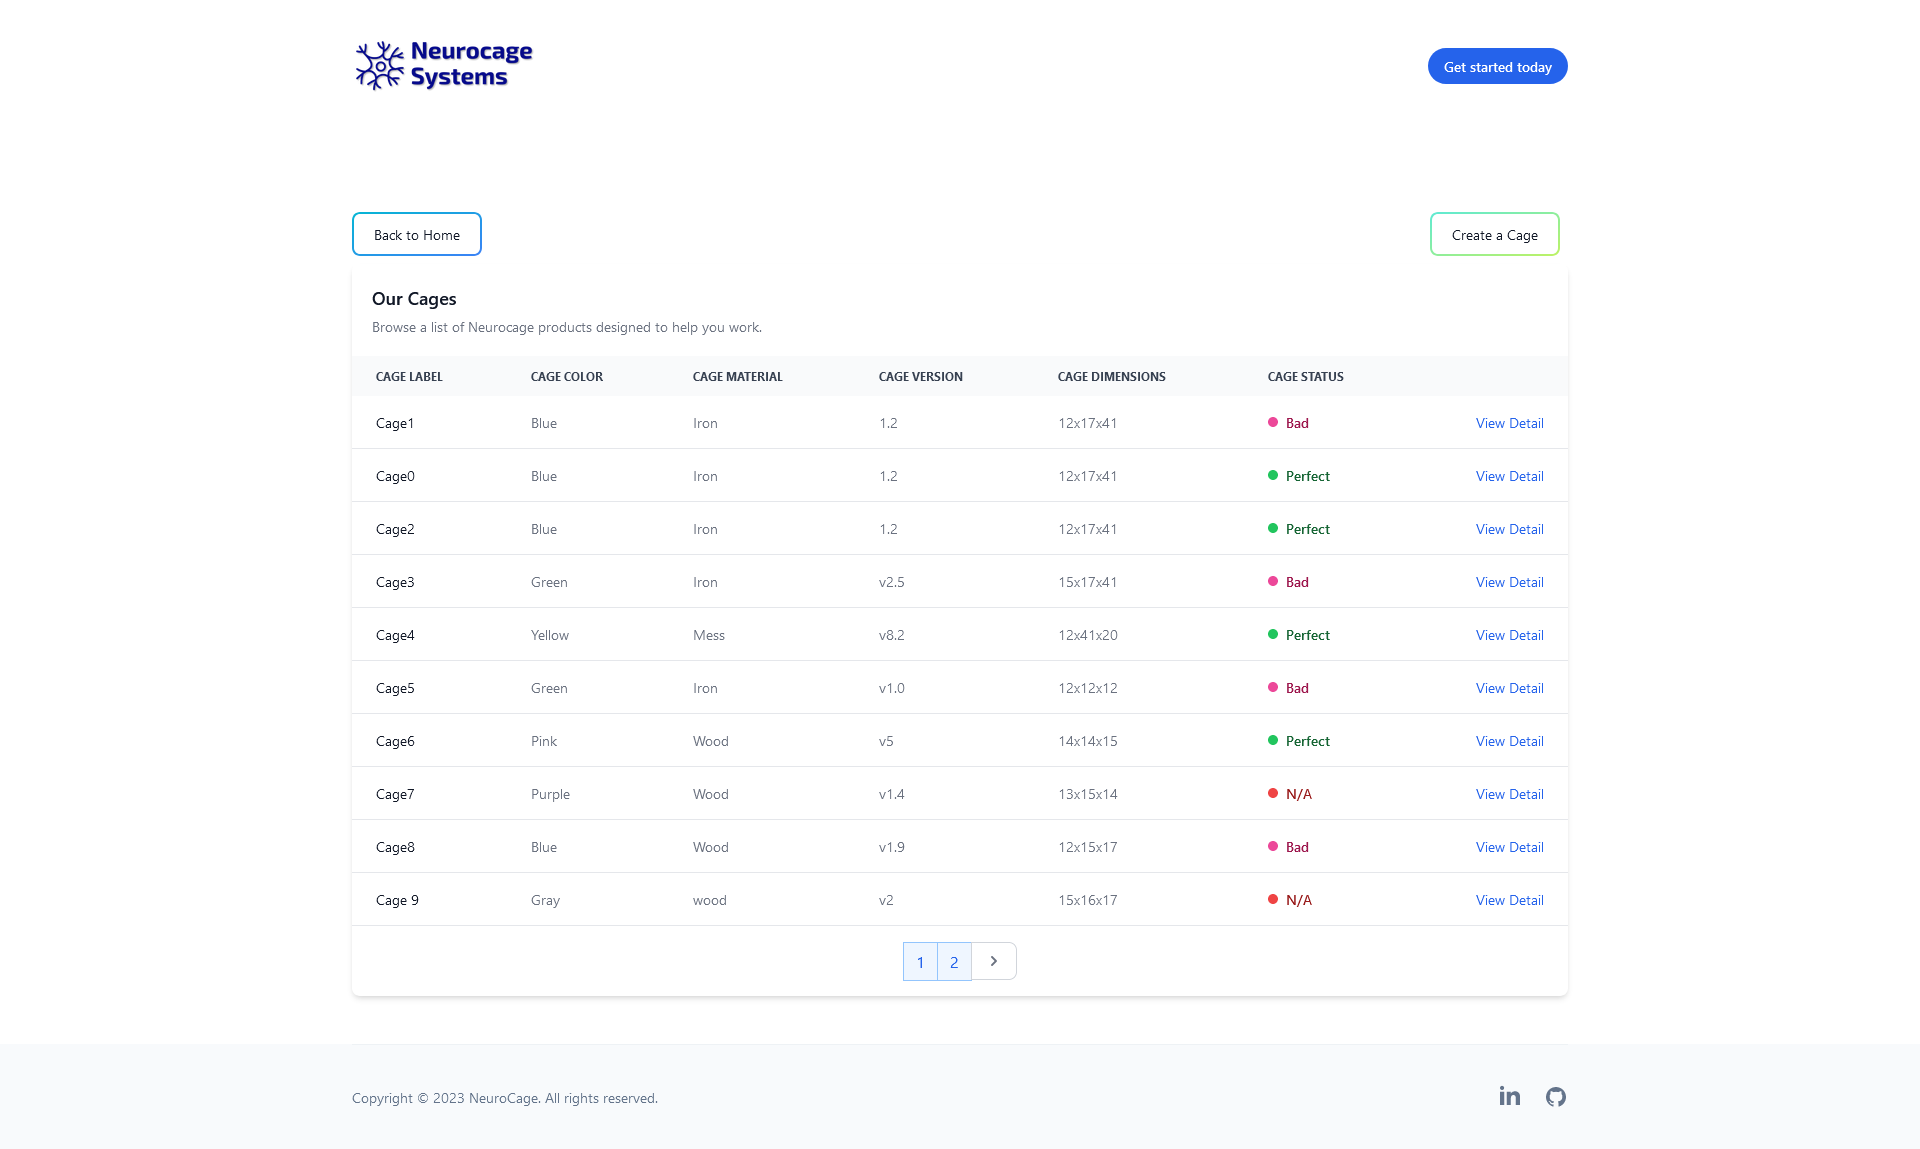 Neurocage
Systems
Get started today
Back to Home
Create a Cage
Our Cages
Browse a list of Neurocage products designed to help you work.
CAGE LABEL CAGE COLOR CAGE MATERIAL CAGE VERSION CAGE DIMENSIONS CAGE STATUS
Cage1 Blue Iron 1.2 12x17x41 Bad View Detail
Cage0 Blue Iron 1.2 12x17x41 Perfect View Detail
Cage2 Blue Iron 1.2 12x17x41 Perfect View Detail
Cage3 Green Iron v2.5 15x17x41 Bad View Detail
Cage4 Yellow Mess v8.2 12x41x20 Perfect View Detail
Cage5 Green Iron v1.0 12x12x12 Bad View Detail
Cage6 Pink Wood v5 14x14x15 Perfect View Detail
Cage7 Purple Wood v1.4 13x15x14 N/A View Detail
Cage8 Blue Wood v1.9 12x15x17 Bad View Detail
Cage 9 Gray wood v2 15x16x17 N/A View Detail
1 2
Copyright © 2023 NeuroCage. All rights reserved.
in